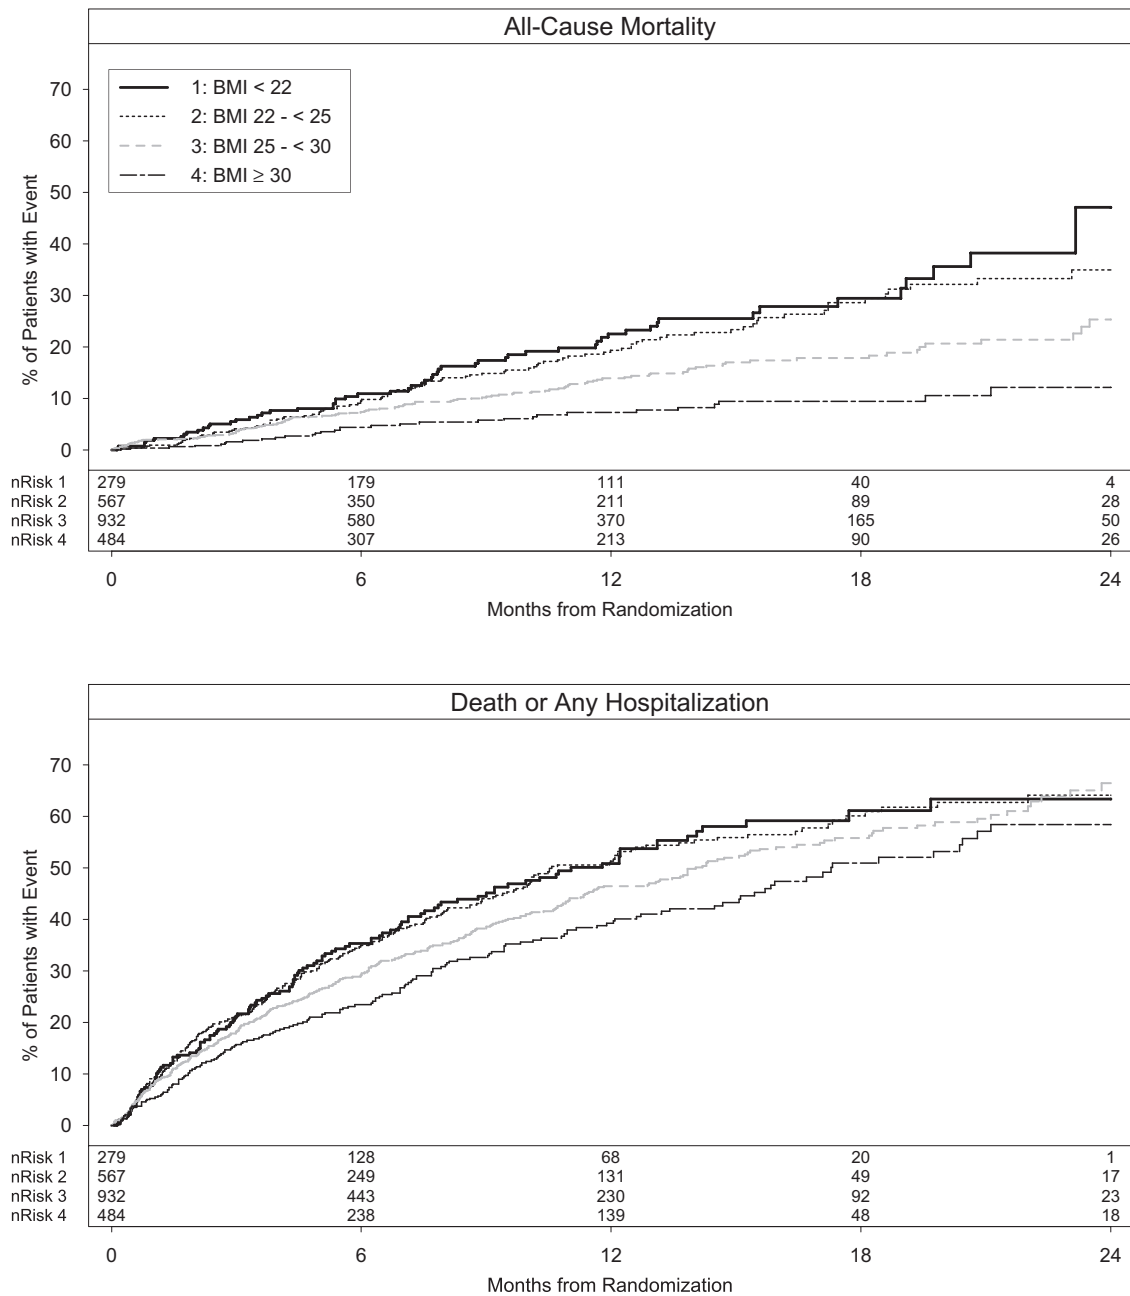 All-Cause Mortality
1: BMI < 22
2: BMI 22 - < 25
3: BMI 25 - < 30
4: BMI ≥ 30
% of Patients with Event
70
60
50
40
30
20
10
0
nRisk 1 279 179 111 40 4
nRisk 2 567 350 211 89 28
nRisk 3 932 580 370 165 50
nRisk 4 484 307 213 90 26
0 6 12 18 24
Months from Randomization
Death or Any Hospitalization
% of Patients with Event
70
60
50
40
30
20
10
0
nRisk 1 279 128 68 20 1
nRisk 2 567 249 131 49 17
nRisk 3 932 443 230 92 23
nRisk 4 484 238 139 48 18
0 6 12 18 24
Months from Randomization